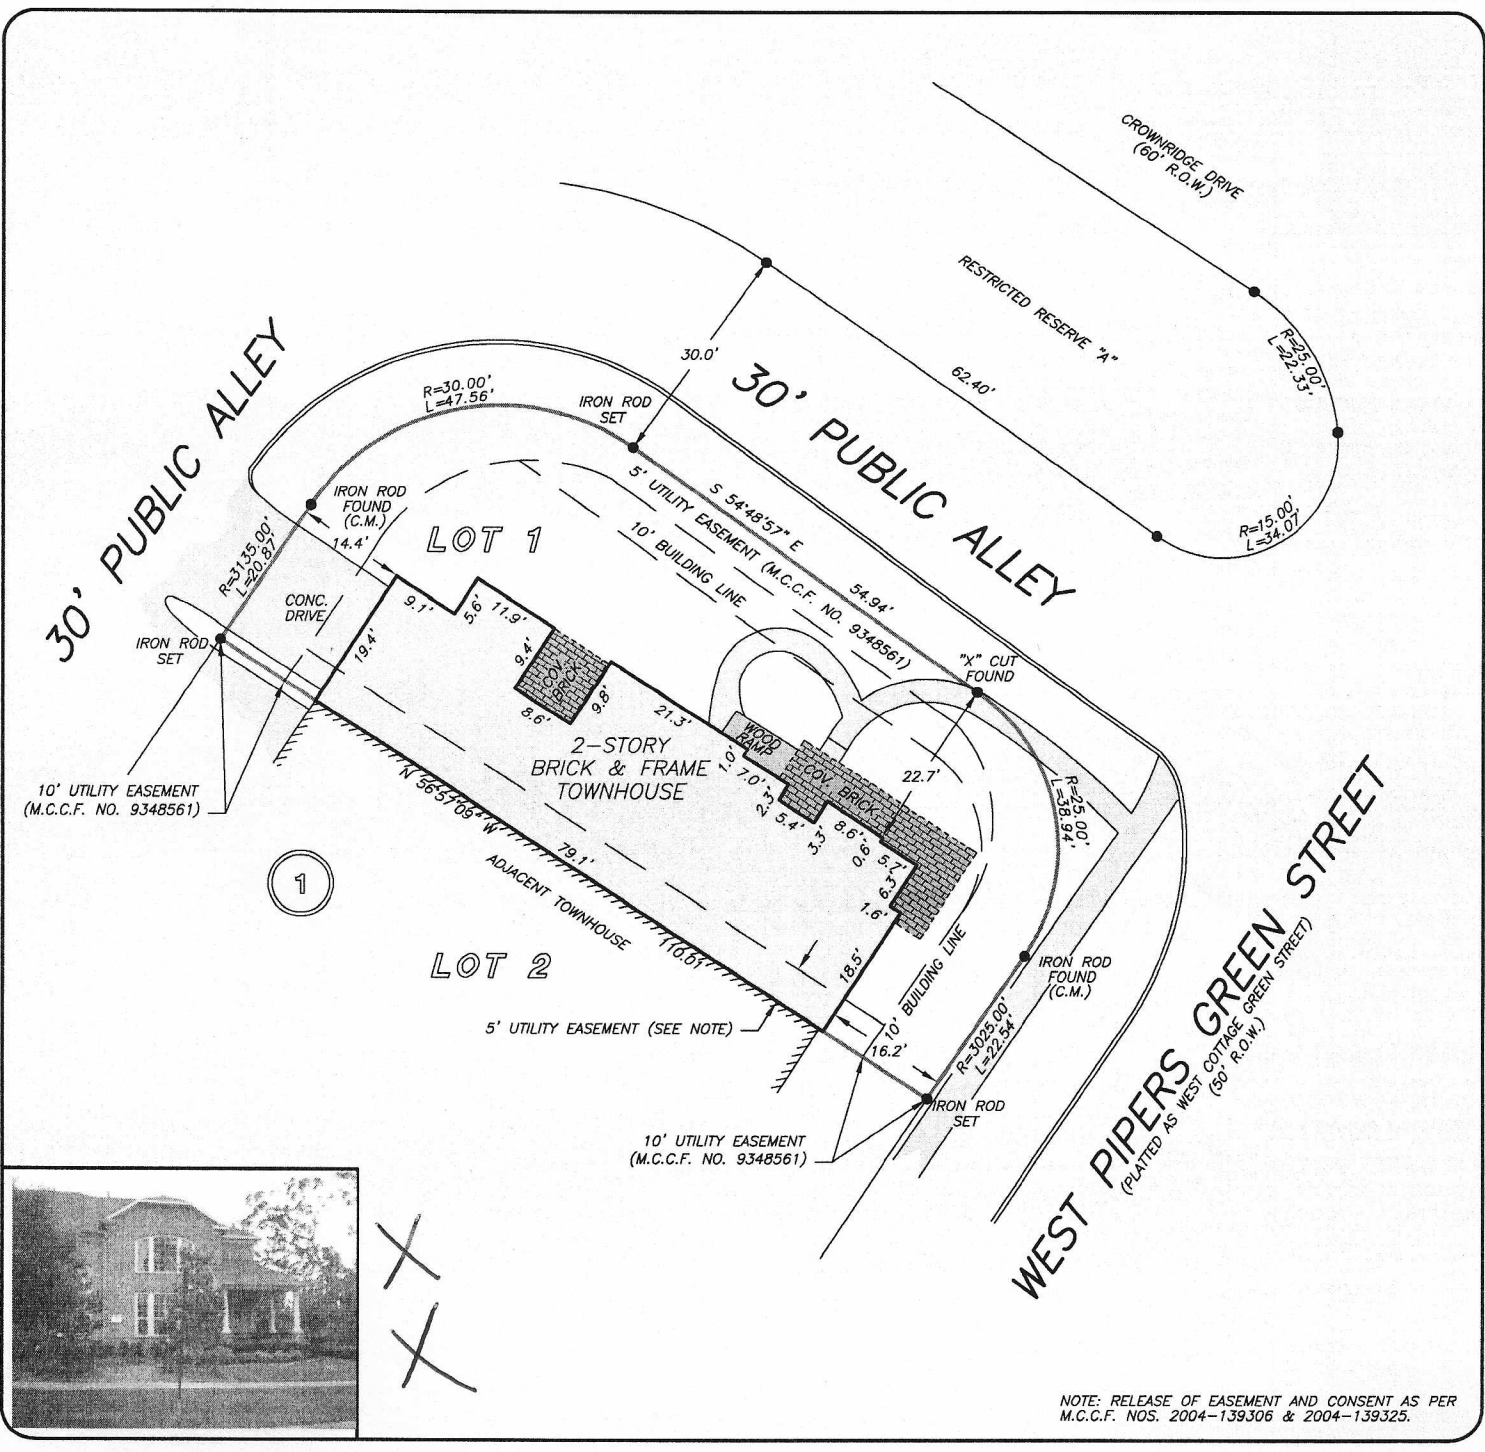 CROWNRIDGE DRIVE
(60' R.O.W.)
RESTRICTED RESERVE "A"
R=25.00'
L=22.33'
62.40'
R=15.00'
L=34.07'
30.0'
30' PUBLIC ALLEY
30' PUBLIC ALLEY
R=30.00'
L=47.56'
IRON ROD
SET
5' UTILITY EASEMENT (M.C.C.F. NO. 9348561)
S 54°48'57" E
54.94'
10' BUILDING LINE
IRON ROD
FOUND
(C.M.)
LOT 1
14.4'
R=3135.00'
L=20.87'
CONC.
DRIVE
IRON ROD
SET
9.1'
5.6'
11.9'
19.4'
9.4'
COV.
BRICK
9.8'
8.6'
21.3'
"X" CUT
FOUND
WOOD
RAMP
1.0'
7.0'
2.3'
5.4'
3.3'
COV. BRICK
22.7'
8.6'
0.6'
5.7'
6.3'
1.6'
18.5'
R=25.00'
L=38.94'
2-STORY
BRICK & FRAME
TOWNHOUSE
10' UTILITY EASEMENT
(M.C.C.F. NO. 9348561)
N 56°57'09" W
79.1'
110.01'
ADJACENT TOWNHOUSE
1
LOT 2
5' UTILITY EASEMENT (SEE NOTE)
10' BUILDING LINE
16.2'
IRON ROD
FOUND
(C.M.)
R=3025.00'
L=22.54'
IRON ROD
SET
10' UTILITY EASEMENT
(M.C.C.F. NO. 9348561)
WEST PIPERS GREEN STREET
(PLATTED AS WEST COTTAGE GREEN STREET)
(50' R.O.W.)
X
X
NOTE: RELEASE OF EASEMENT AND CONSENT AS PER
M.C.C.F. NOS. 2004-139306 & 2004-139325.